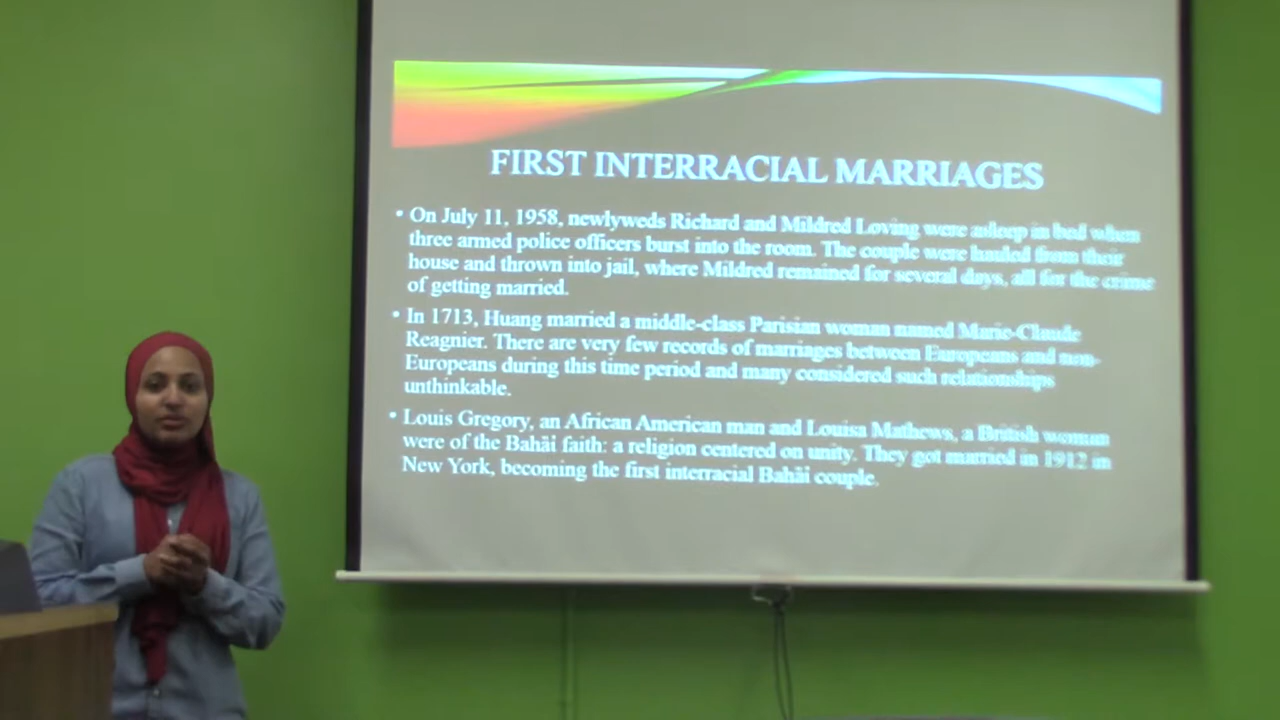 FIRST INTERRACIAL MARRIAGES
• On July 11, 1958, newlyweds Richard and Mildred Loving were asleep in bed when
three armed police officers burst into the room. The couple were hauled from their
house and thrown into jail, where Mildred remained for several days, all for the crime
of getting married.
• In 1713, Huang married a middle-class Parisian woman named Marie-Claude
Reagnier. There are very few records of marriages between Europeans and non-
Europeans during this time period and many considered such relationships
unthinkable.
• Louis Gregory, an African American man and Louisa Mathews, a British woman
were of the Bahāi faith: a religion centered on unity. They got married in 1912 in
New York, becoming the first interracial Bahāi couple.